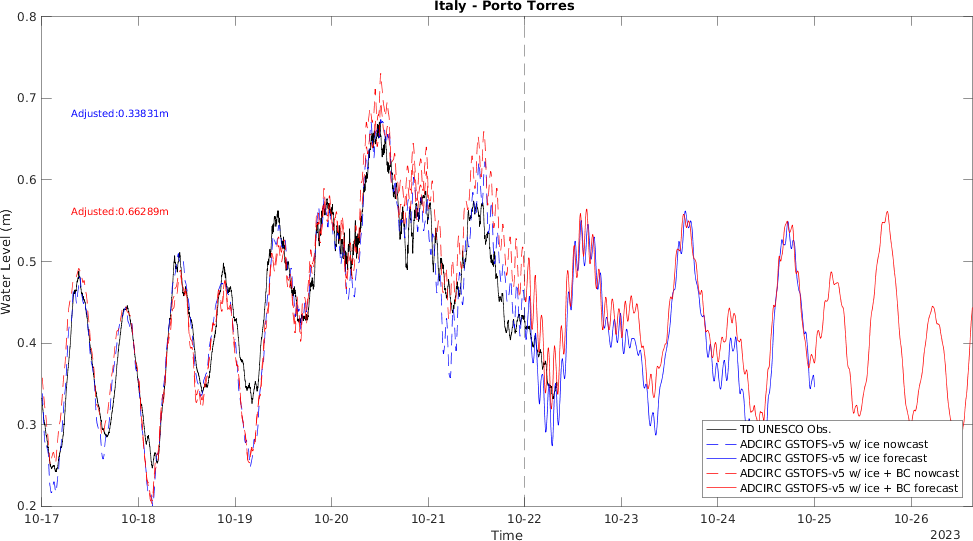 Italy - Porto Torres
0.8
0.7
0.6
0.5
0.4
0.3
0.2
Water Level (m)
Adjusted:0.33831m
Adjusted:0.66289m
TD UNESCO Obs.
ADCIRC GSTOFS-v5 w/ ice nowcast
ADCIRC GSTOFS-v5 w/ ice forecast
ADCIRC GSTOFS-v5 w/ ice + BC nowcast
ADCIRC GSTOFS-v5 w/ ice + BC forecast
10-17 10-18 10-19 10-20 10-21 10-22 10-23 10-24 10-25 10-26
Time
2023